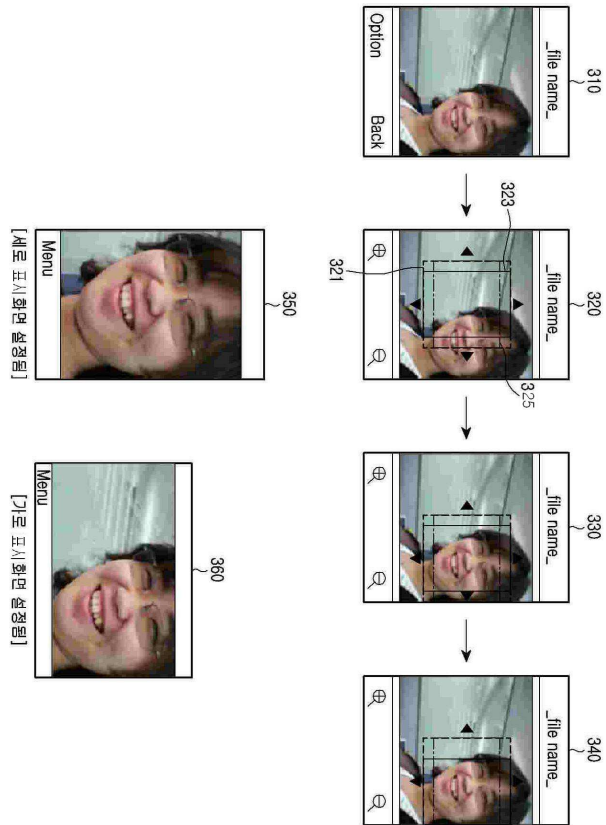 310 320 330 340
_file name_ _file name_ _file name_ _file name_
323 325
Option Back
321
350 360
Menu Menu
[세로 표시화면 설정됨] [가로 표시화면 설정됨]